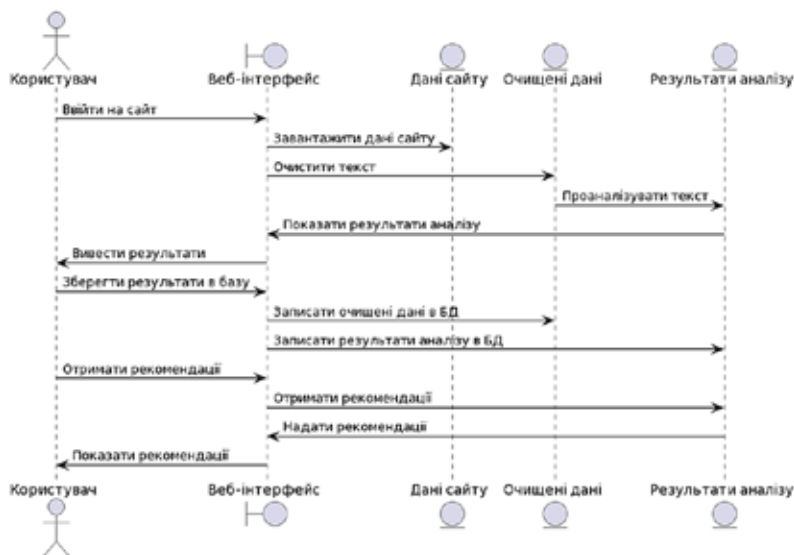 Користувач Веб-інтерфейс Дані сайту Очищені дані Результати аналізу
Ввійти на сайт
Завантажити дані сайту
Очистити текст
Проаналізувати текст
Показати результати аналізу
Вивести результати
Зберегти результати в базу
Записати очищені дані в БД
Записати результати аналізу в БД
Отримати рекомендації
Отримати рекомендації
Надати рекомендації
Показати рекомендації
Користувач Веб-інтерфейс Дані сайту Очищені дані Результати аналізу